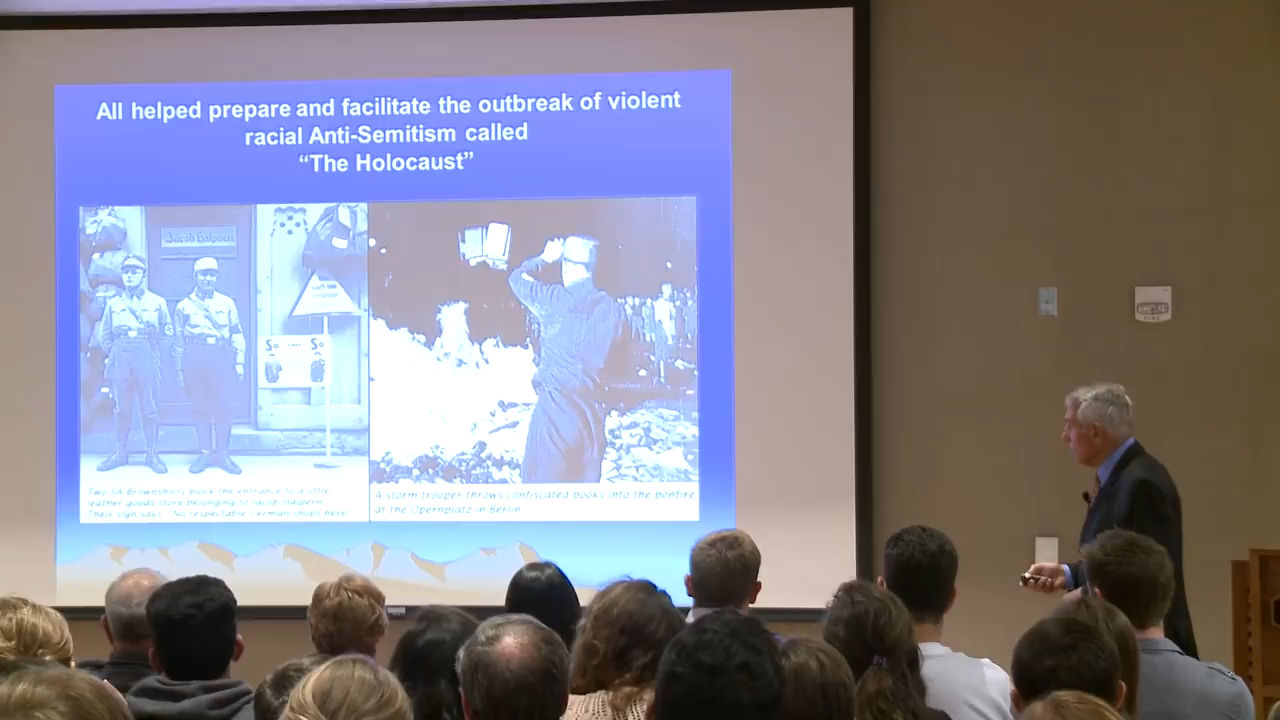 All helped prepare and facilitate the outbreak of violent
racial Anti-Semitism called
“The Holocaust”
Jacob Halpern
Two SA Brownshirts block the entrance to a little
leather goods store belonging to Jacob Halpern.
Their sign says: "No respectable German shops here"
A storm trooper throws confiscated books into the bonfire
at the Opernplatz in Berlin.